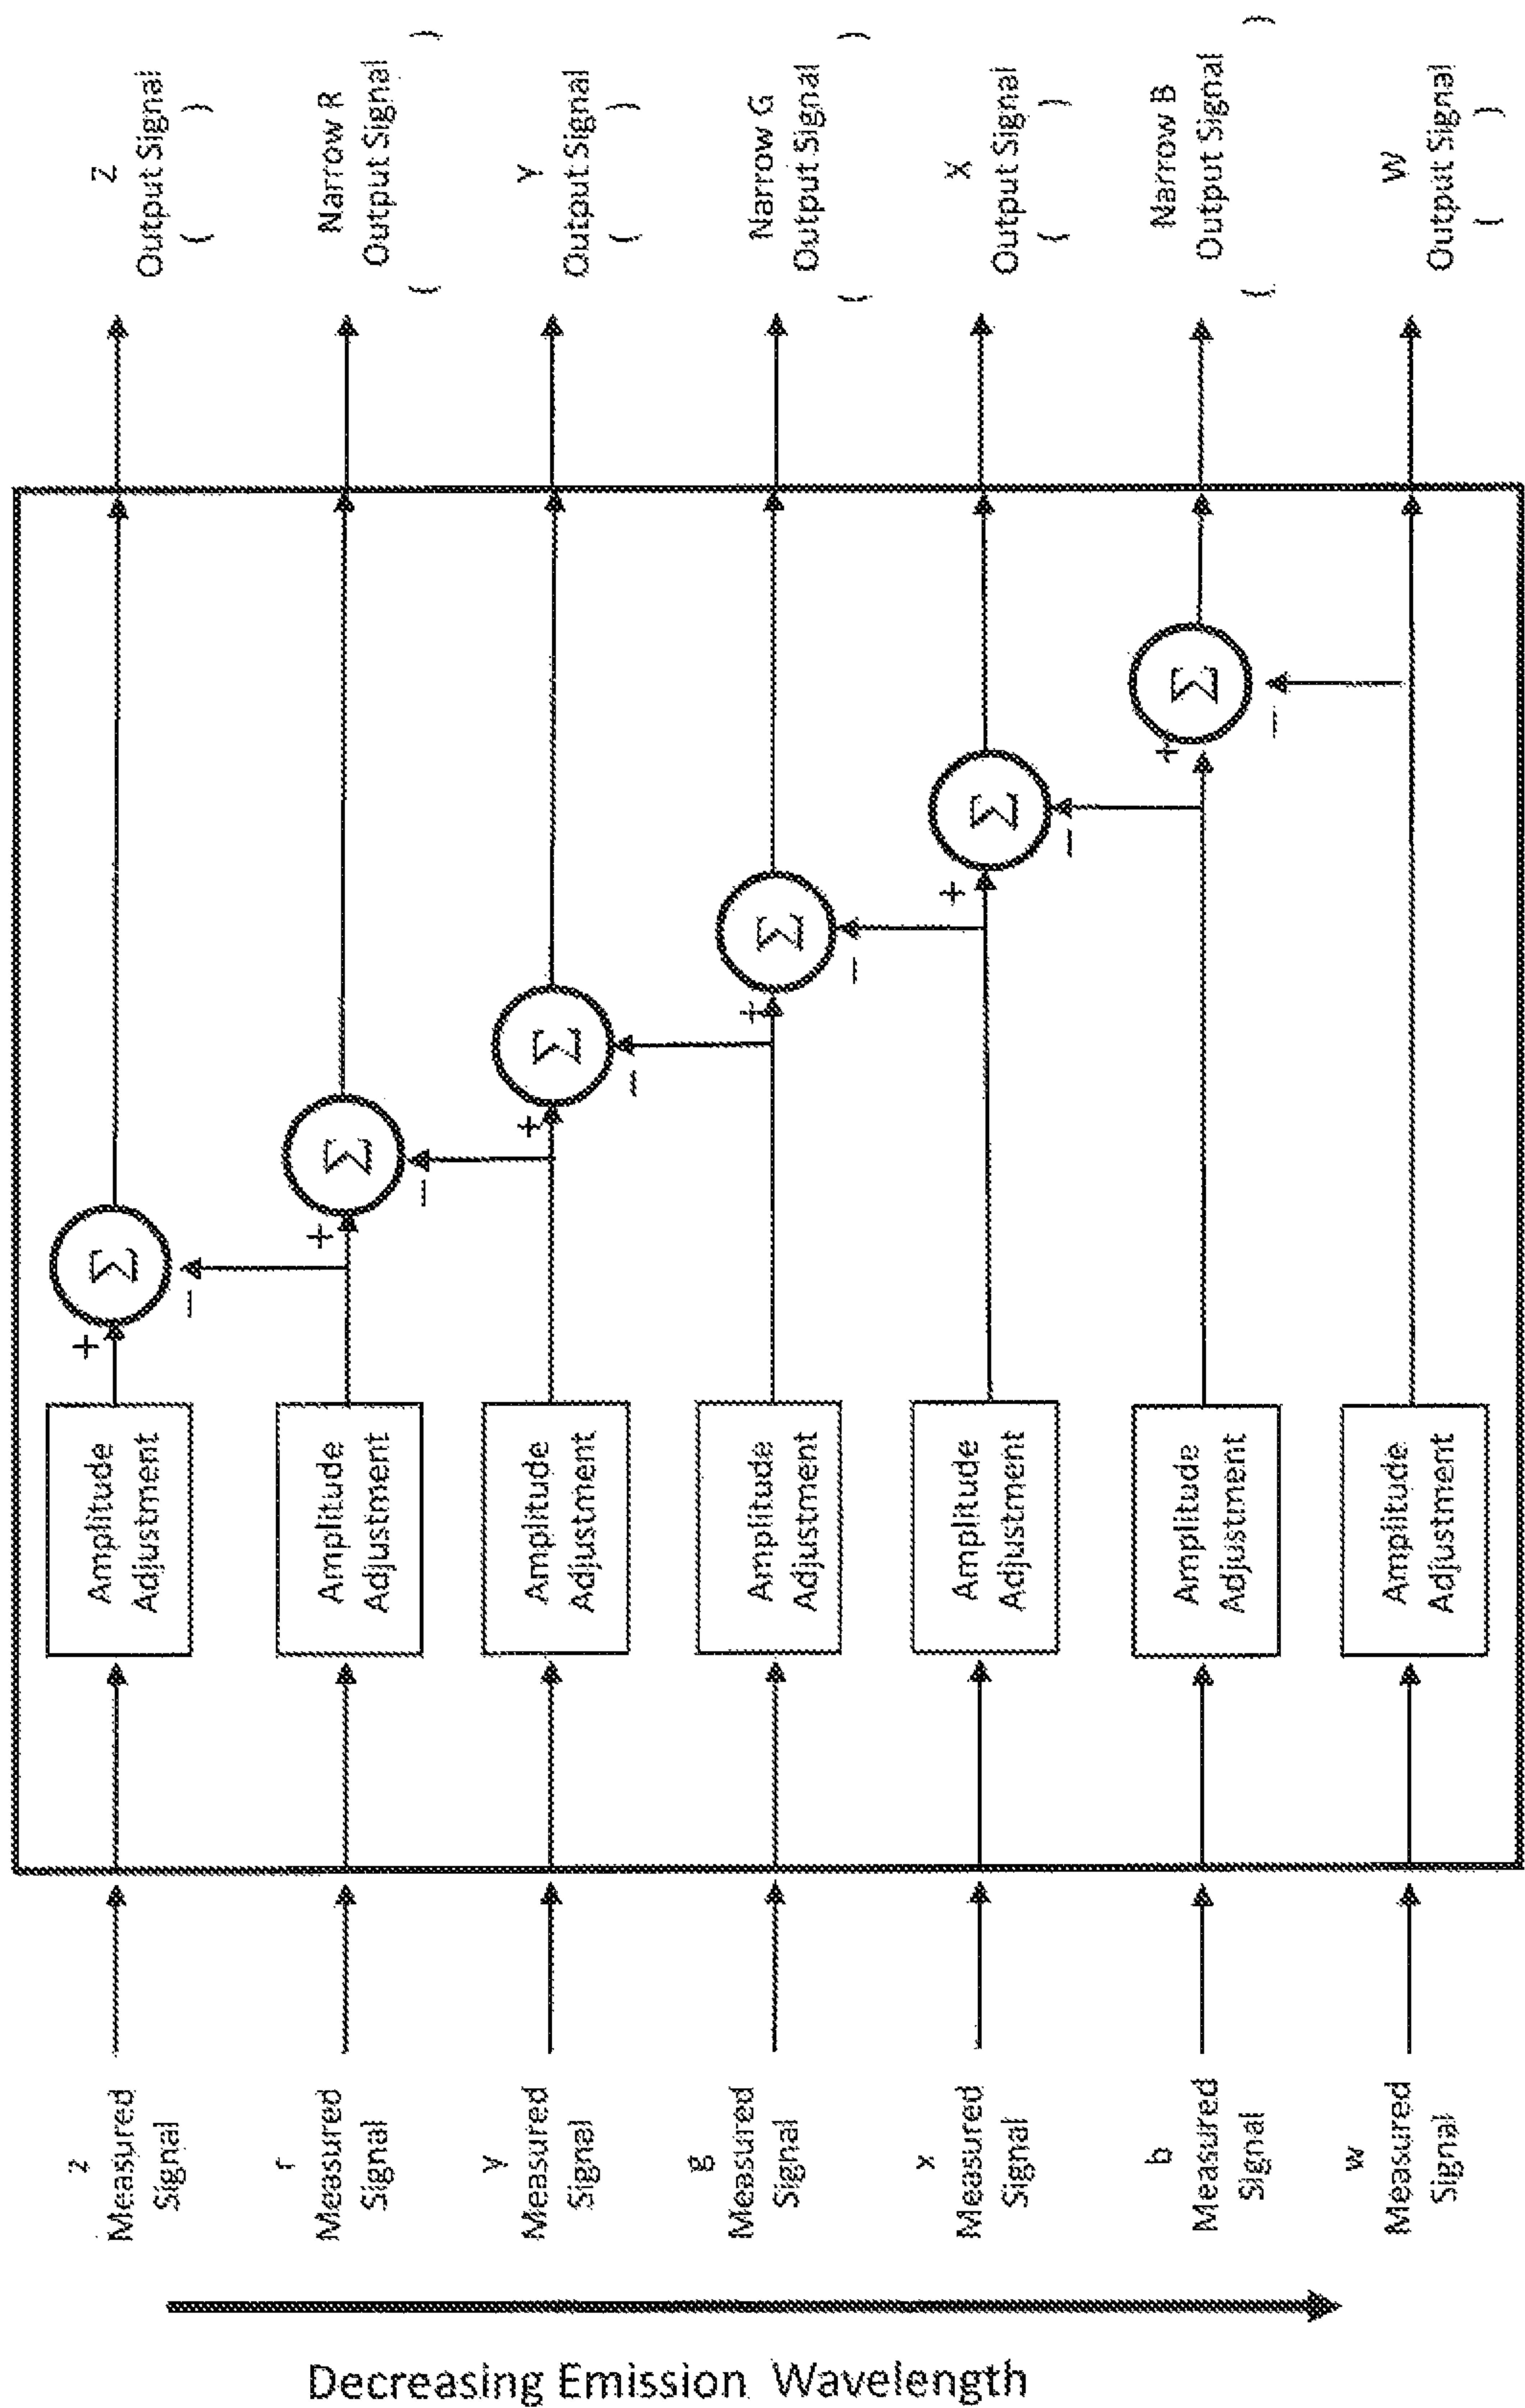 Decreasing Emission Wavelength
z
Measured
Signal
r
Measured
Signal
y
Measured
Signal
g
Measured
Signal
x
Measured
Signal
b
Measured
Signal
w
Measured
Signal
Amplitude
Adjustment
Amplitude
Adjustment
Amplitude
Adjustment
Amplitude
Adjustment
Amplitude
Adjustment
Amplitude
Adjustment
Amplitude
Adjustment
+
−
Σ
+
−
Σ
+
−
Σ
+
−
Σ
+
−
Σ
+
−
Σ
Z
Output Signal
( )
Narrow R
Output Signal
( )
Y
Output Signal
( )
Narrow G
Output Signal
( )
X
Output Signal
( )
Narrow B
Output Signal
( )
W
Output Signal
( )